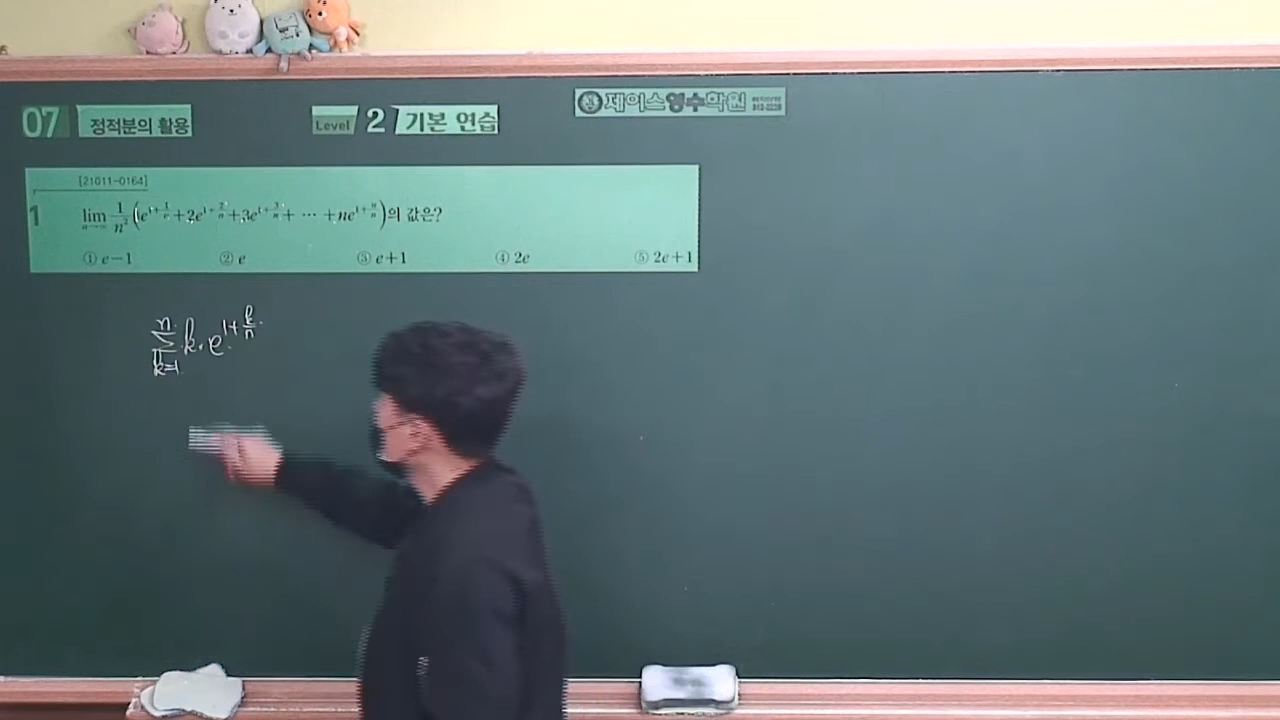 07 정적분의 활용 Level 2 기본 연습 제이스영수학원
[21011-0164]
1 lim n→∞ 1/n² (e^{1+1/n}+2e^{1+2/n}+3e^{1+3/n}+ ⋯ +ne^{1+n/n})의 값은?
① e−1 ② e ③ e+1 ④ 2e ⑤ 2e+1
n
Σ k·e^{1+k/n}
k=1